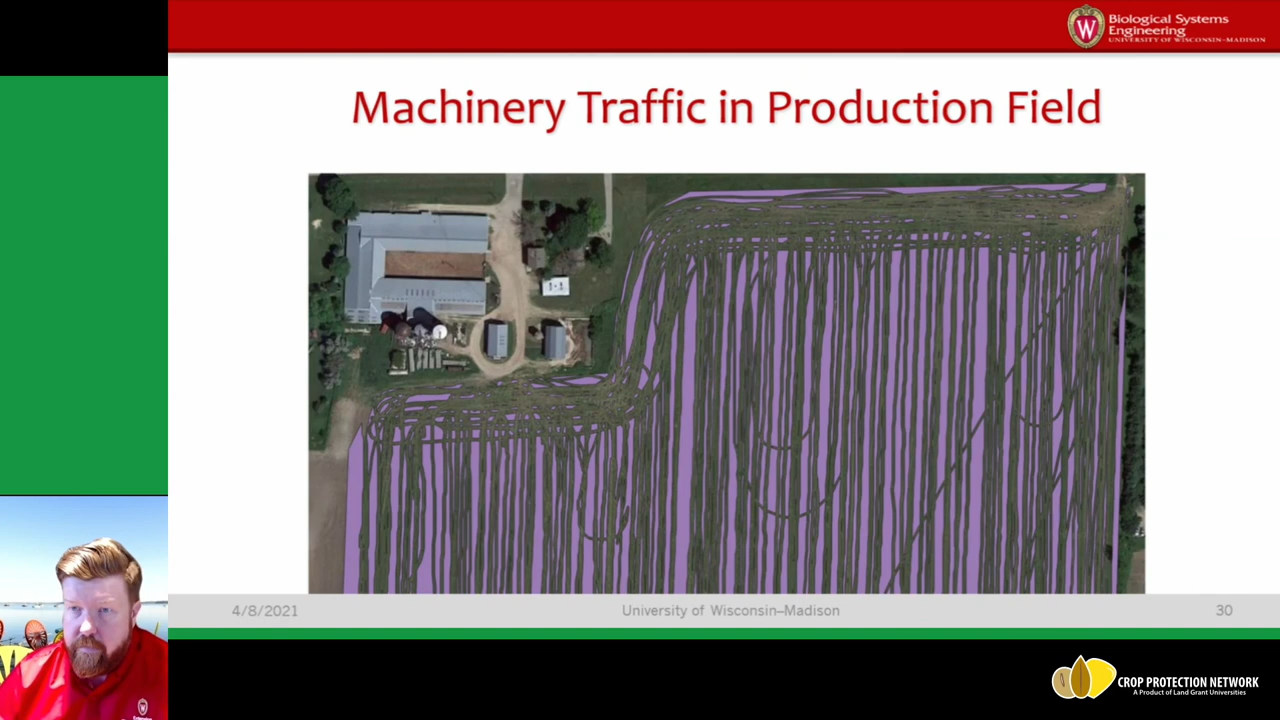 Biological Systems
Engineering
UNIVERSITY OF WISCONSIN–MADISON
Machinery Traffic in Production Field
4/8/2021
University of Wisconsin–Madison
30
CROP PROTECTION NETWORK
A Product of Land Grant Universities